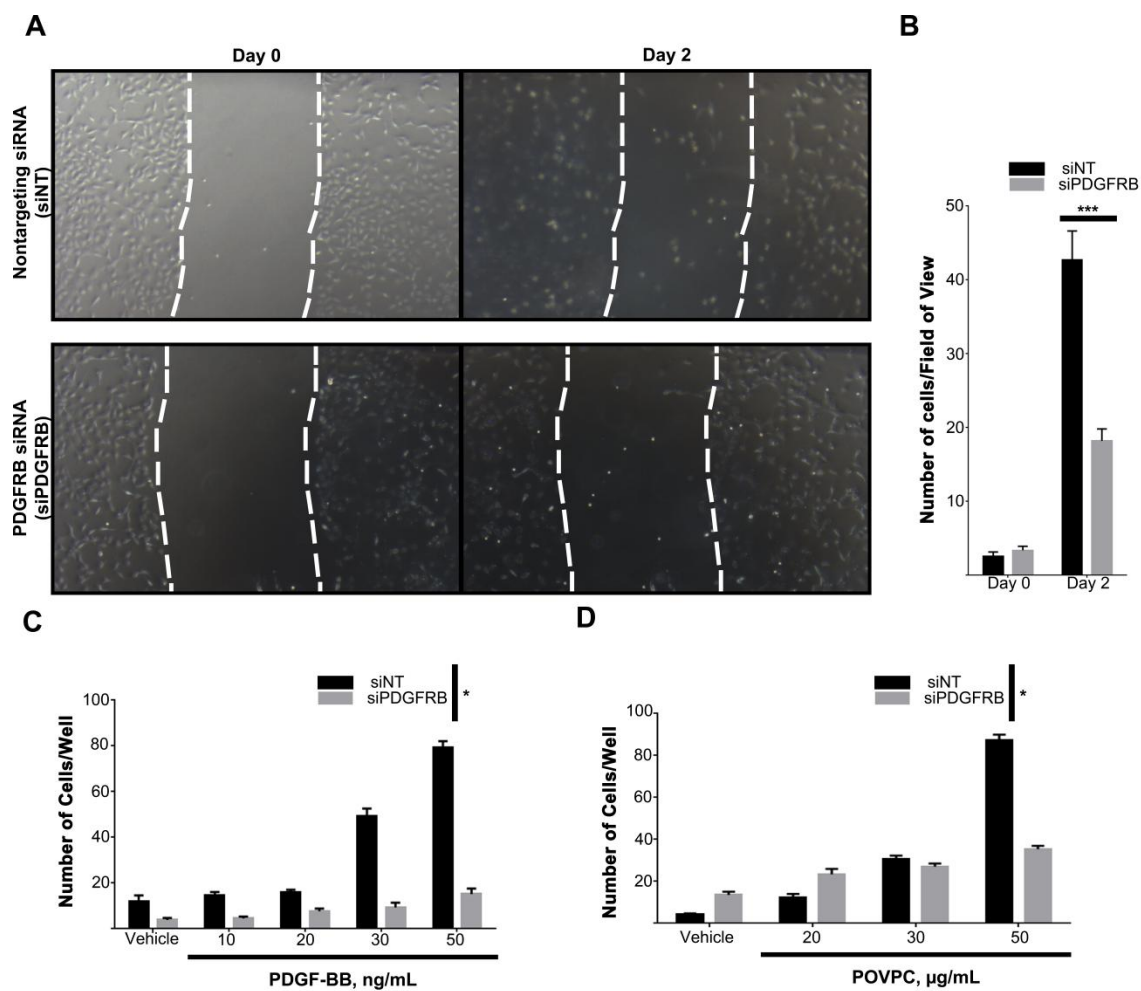 A
Day 0
Day 2
Nontargeting siRNA
(siNT)
PDGFRB siRNA
(siPDGFRB)
B
siNT
siPDGFRB
***
50
40
30
20
10
Number of cells/Field of View
Day 0
Day 2
C
siNT
siPDGFRB
*
100
80
60
40
20
Number of Cells/Well
Vehicle
10
20
30
50
PDGF-BB, ng/mL
D
siNT
siPDGFRB
*
100
80
60
40
20
Number of Cells/Well
Vehicle
20
30
50
POVPC, µg/mL